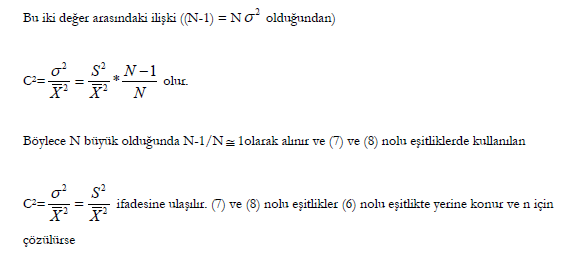 Bu iki değer arasındaki ilişki ((N-1) = N σ² olduğundan)
C²= σ²/X̄² = S²/X̄² * N−1/N olur.
Böylece N büyük olduğunda N-1/N ≅ 1olarak alınır ve (7) ve (8) nolu eşitliklerde kullanılan
C²= σ²/X̄² = S²/X̄² ifadesine ulaşılır. (7) ve (8) nolu eşitlikler (6) nolu eşitlikte yerine konur ve n için
çözülürse